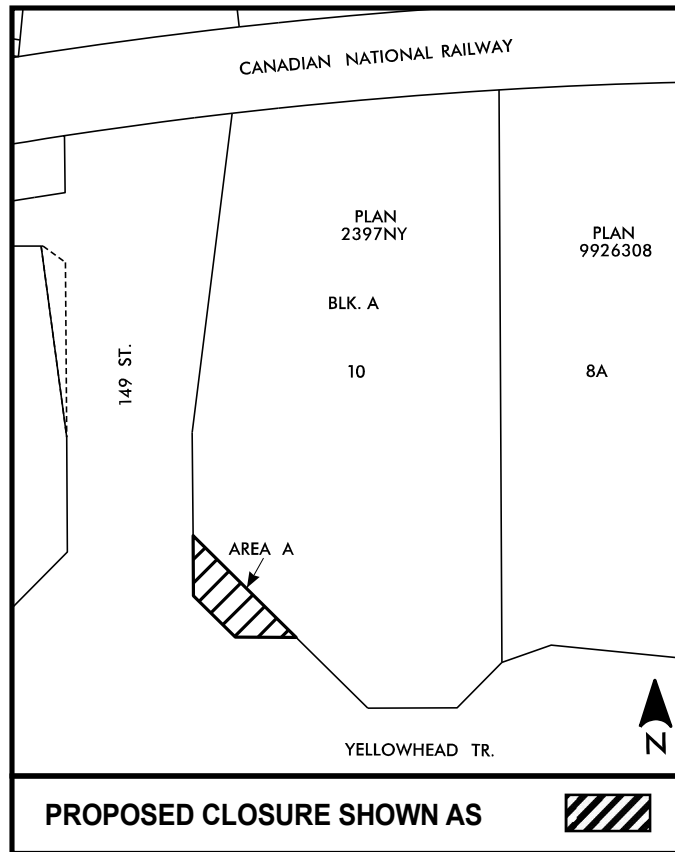 CANADIAN NATIONAL RAILWAY
PLAN
2397NY
PLAN
9926308
BLK. A
10
8A
149 ST.
AREA A
YELLOWHEAD TR.
N
PROPOSED CLOSURE SHOWN AS